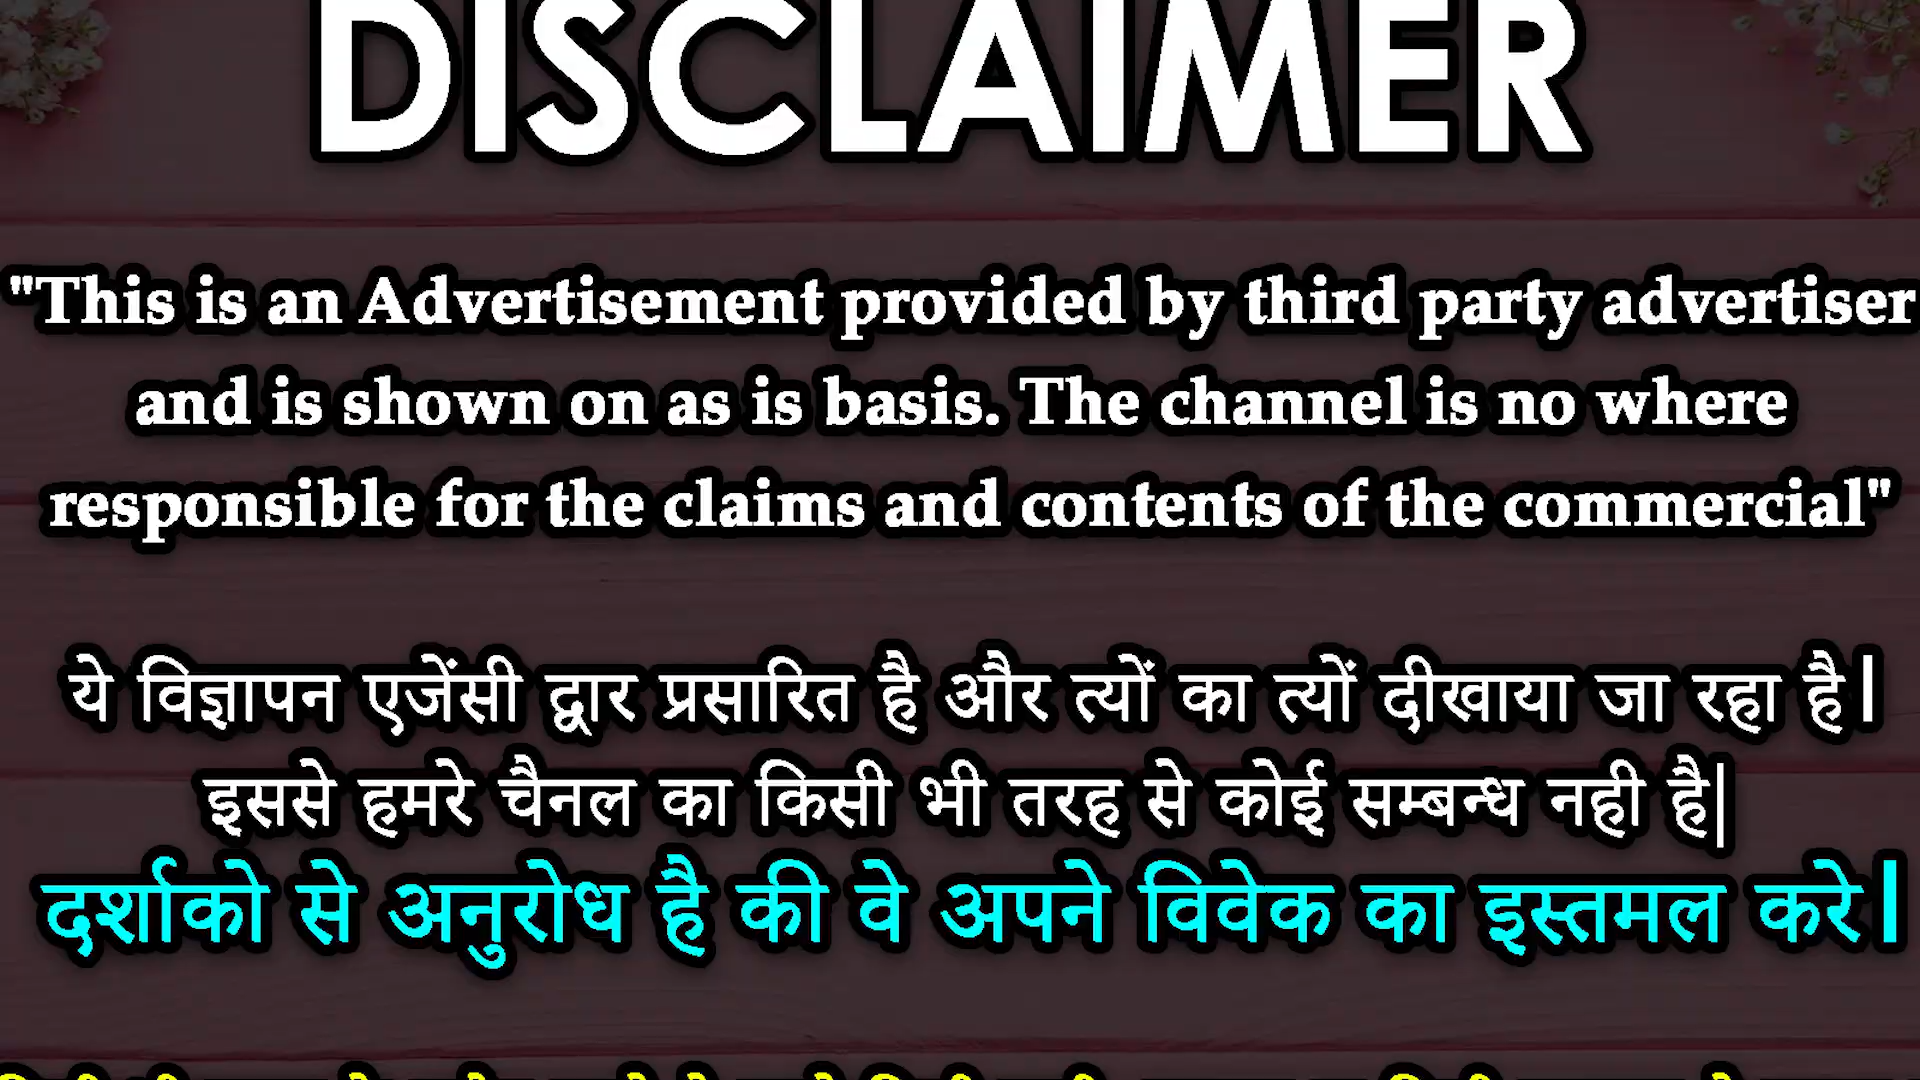 DISCLAIMER
"This is an Advertisement provided by third party advertiser
and is shown on as is basis. The channel is no where
responsible for the claims and contents of the commercial"
ये विज्ञापन एजेंसी द्वार प्रसारित है और त्यों का त्यों दीखाया जा रहा है।
इससे हमरे चैनल का किसी भी तरह से कोई सम्बन्ध नही है|
दर्शाको से अनुरोध है की वे अपने विवेक का इस्तमल करे।